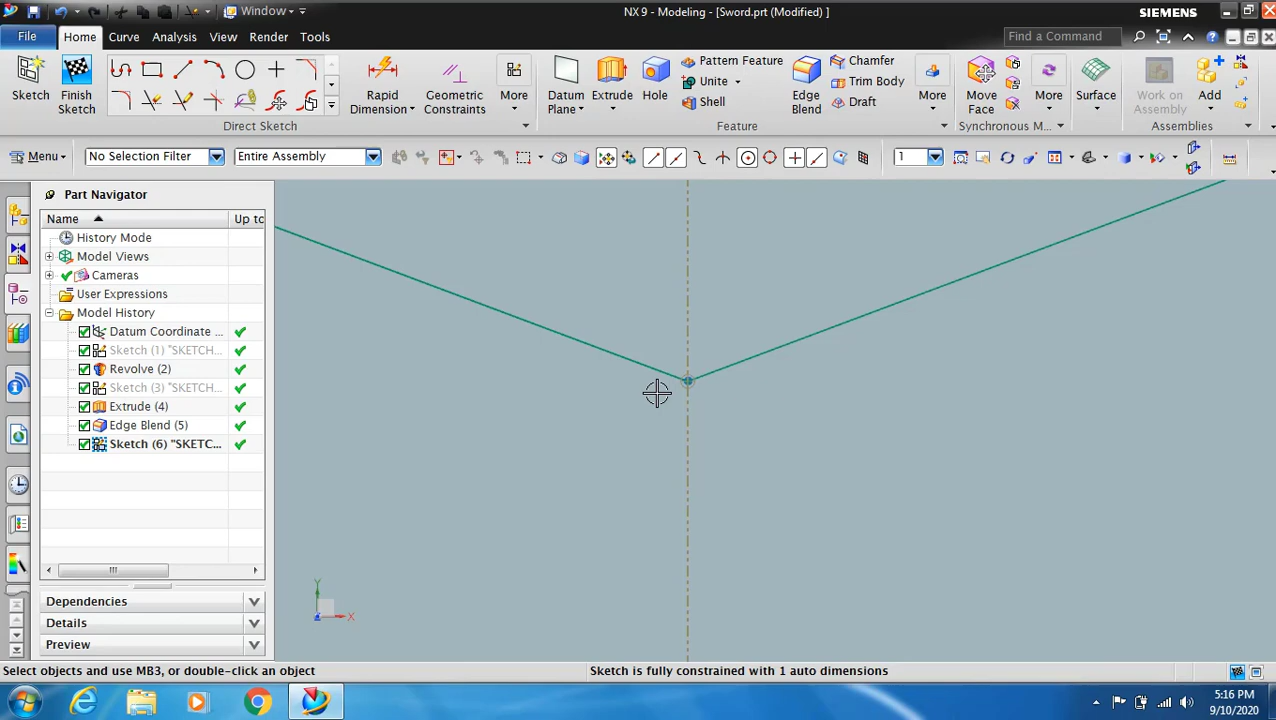 Window
NX 9 - Modeling - [Sword.prt (Modified) ]
SIEMENS
File
Home
Curve
Analysis
View
Render
Tools
Find a Command
Sketch
Finish
Sketch
Rapid
Dimension
Geometric
Constraints
More
Datum
Plane
Extrude
Hole
Pattern Feature
Unite
Shell
Edge
Blend
Chamfer
Trim Body
Draft
More
Move
Face
More
Surface
Work on
Assembly
Add
Direct Sketch
Feature
Synchronous M...
Assemblies
Menu
No Selection Filter
Entire Assembly
1
Part Navigator
Name
Up to
History Mode
Model Views
Cameras
User Expressions
Model History
Datum Coordinate ...
Sketch (1) "SKETCH...
Revolve (2)
Sketch (3) "SKETCH...
Extrude (4)
Edge Blend (5)
Sketch (6) "SKETC...
Dependencies
Details
Preview
Y
X
Select objects and use MB3, or double-click an object
Sketch is fully constrained with 1 auto dimensions
5:16 PM
9/10/2020